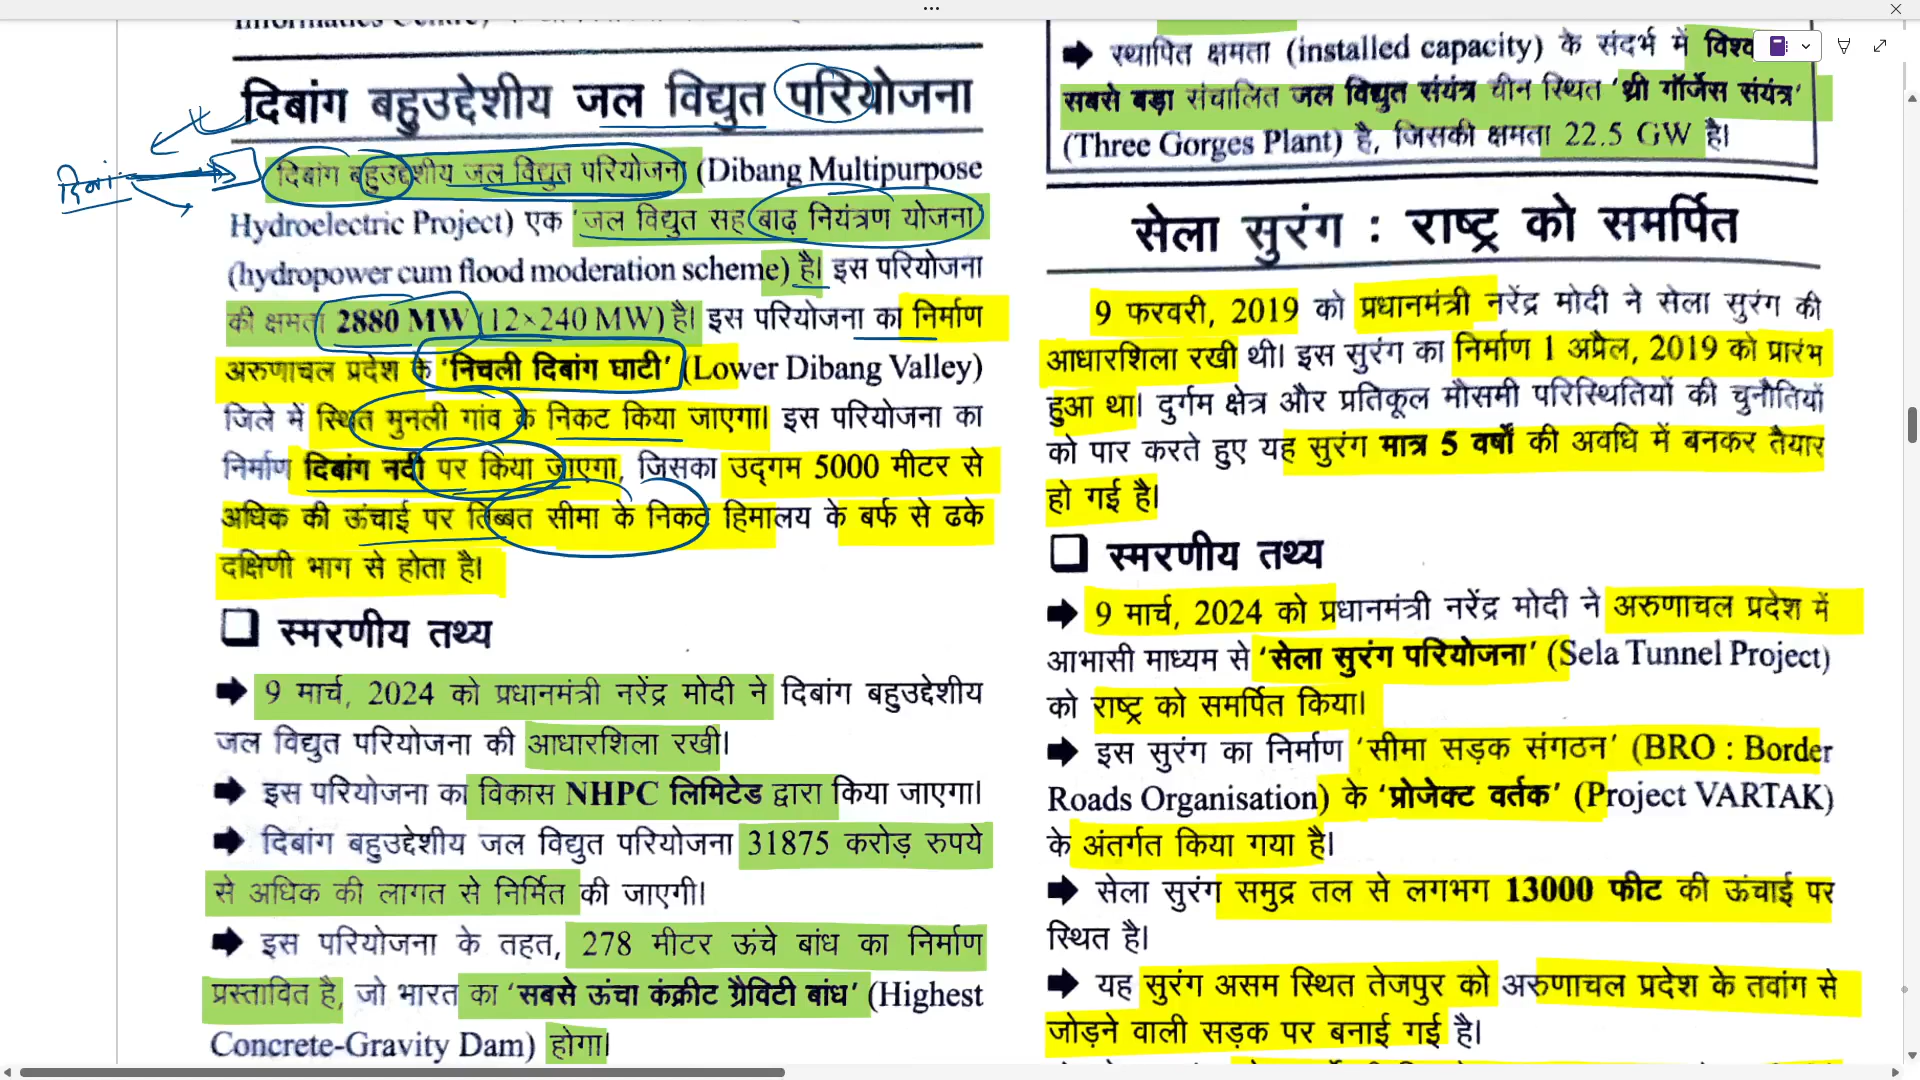 दिबांग बहुउद्देशीय जल विद्युत परियोजना
दिबांग बहुउद्देशीय जल विद्युत परियोजना (Dibang Multipurpose
Hydroelectric Project) एक 'जल विद्युत सह बाढ़ नियंत्रण योजना
(hydropower cum flood moderation scheme) है। इस परियोजना
की क्षमता 2880 MW (12×240 MW) है। इस परियोजना का निर्माण
अरुणाचल प्रदेश के 'निचली दिबांग घाटी' (Lower Dibang Valley)
जिले में स्थित मुनली गांव के निकट किया जाएगा। इस परियोजना का
निर्माण दिबांग नदी पर किया जाएगा, जिसका उद्गम 5000 मीटर से
अधिक की ऊंचाई पर तिब्बत सीमा के निकट हिमालय के बर्फ से ढके
दक्षिणी भाग से होता है।
स्मरणीय तथ्य
9 मार्च, 2024 को प्रधानमंत्री नरेंद्र मोदी ने दिबांग बहुउद्देशीय
जल विद्युत परियोजना की आधारशिला रखी।
इस परियोजना का विकास NHPC लिमिटेड द्वारा किया जाएगा।
दिबांग बहुउद्देशीय जल विद्युत परियोजना 31875 करोड़ रुपये
से अधिक की लागत से निर्मित की जाएगी।
इस परियोजना के तहत, 278 मीटर ऊंचे बांध का निर्माण
प्रस्तावित है, जो भारत का 'सबसे ऊंचा कंक्रीट ग्रैविटी बांध' (Highest
Concrete-Gravity Dam) होगा।
स्थापित क्षमता (installed capacity) के संदर्भ में
सबसे बड़ा संचालित जल विद्युत संयंत्र चीन स्थित 'थ्री गॉर्जेस संयंत्र'
(Three Gorges Plant) है, जिसकी क्षमता 22.5 GW है।
सेला सुरंग : राष्ट्र को समर्पित
9 फरवरी, 2019 को प्रधानमंत्री नरेंद्र मोदी ने सेला सुरंग की
आधारशिला रखी थी। इस सुरंग का निर्माण 1 अप्रैल, 2019 को प्रारंभ
हुआ था। दुर्गम क्षेत्र और प्रतिकूल मौसमी परिस्थितियों की चुनौतियों
को पार करते हुए यह सुरंग मात्र 5 वर्षों की अवधि में बनकर तैयार
हो गई है।
स्मरणीय तथ्य
9 मार्च, 2024 को प्रधानमंत्री नरेंद्र मोदी ने अरुणाचल प्रदेश में
आभासी माध्यम से 'सेला सुरंग परियोजना' (Sela Tunnel Project)
को राष्ट्र को समर्पित किया।
इस सुरंग का निर्माण 'सीमा सड़क संगठन' (BRO : Border
Roads Organisation) के 'प्रोजेक्ट वर्तक' (Project VARTAK)
के अंतर्गत किया गया है।
सेला सुरंग समुद्र तल से लगभग 13000 फीट की ऊंचाई पर
स्थित है।
यह सुरंग असम स्थित तेजपुर को अरुणाचल प्रदेश के तवांग से
जोड़ने वाली सड़क पर बनाई गई है।